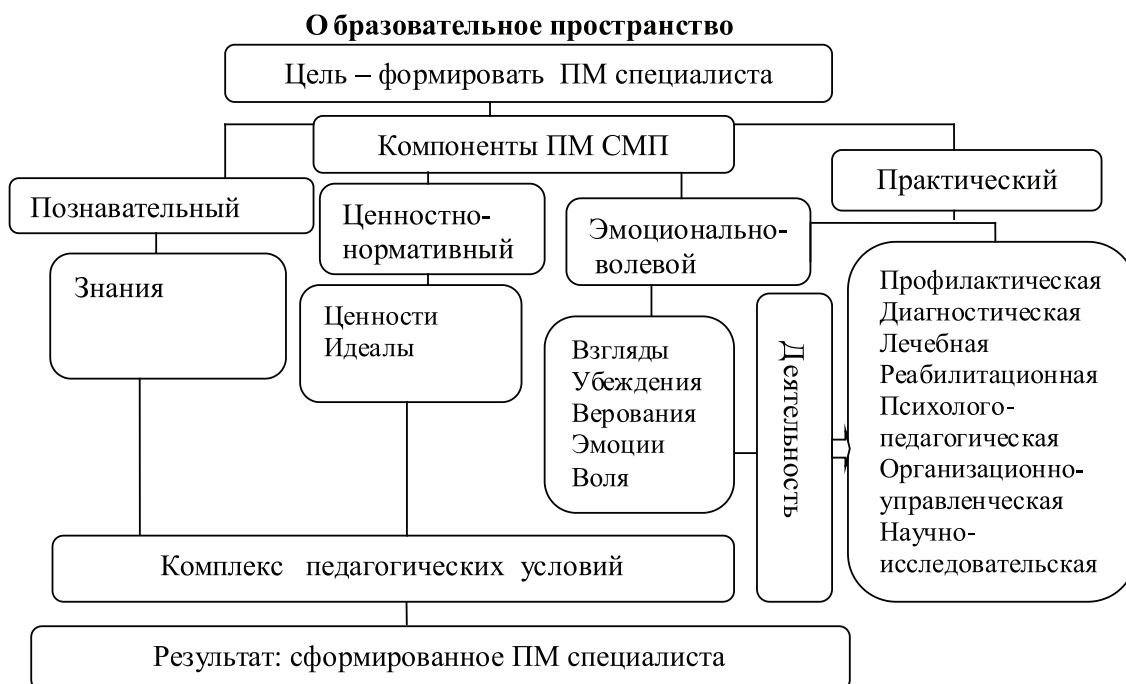 Образовательное пространство
Цель – формировать ПМ специалиста
Компоненты ПМ СМП
Познавательный
Ценностно-
нормативный
Эмоционально-
волевой
Практический
Знания
Ценности
Идеалы
Взгляды
Убеждения
Верования
Эмоции
Воля
Деятельность
Профилактическая
Диагностическая
Лечебная
Реабилитационная
Психолого-
педагогическая
Организационно-
управленческая
Научно-
исследовательская
Комплекс педагогических условий
Результат: сформированное ПМ специалиста